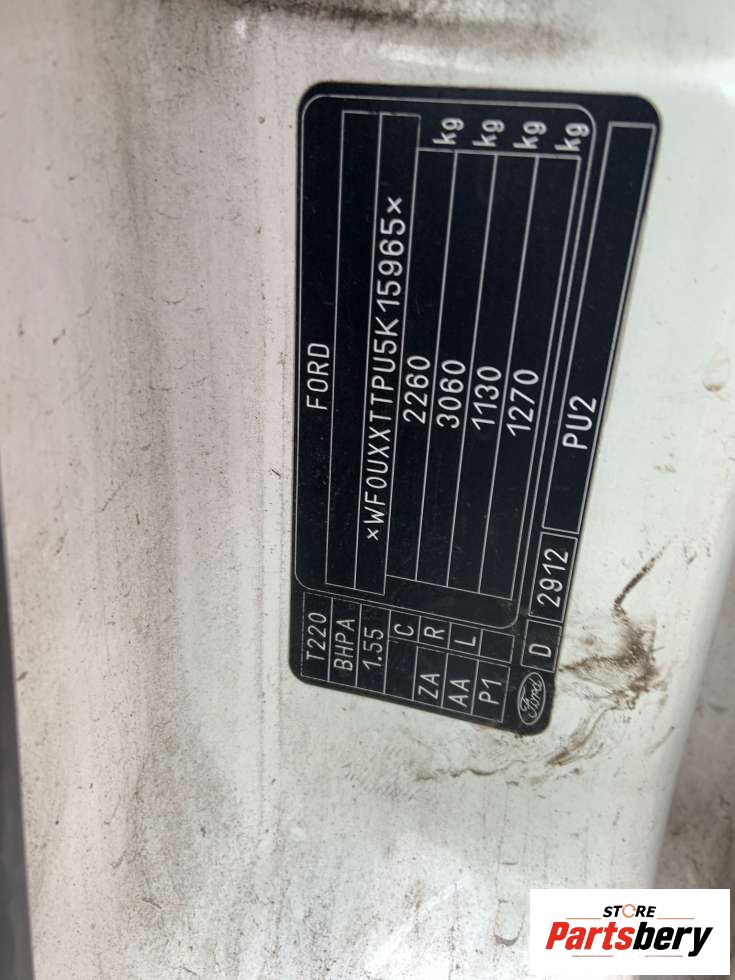 FORD
×WF0UXXTTPU5K15965×
2260 kg
3060 kg
1130 kg
1270 kg
T220
BHPA
1.55
C
ZA R
AA L
P1
Ford D 2912 PU2
STORE
Partsbery